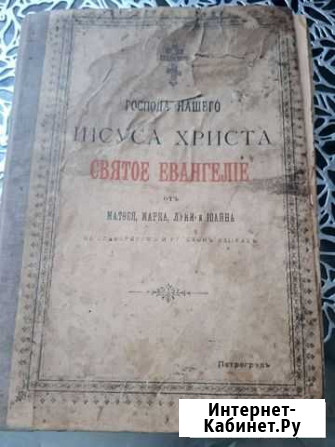 ГОСПОДА НАШЕГО
ІИСУСА ХРИСТА
СВЯТОЕ ЕВАНГЕЛІЕ
ОТЪ
МАТѲЕЯ, МАРКА, ЛУКИ и ІОАННА
Петроградъ
Интернет-
Кабинет.Ру